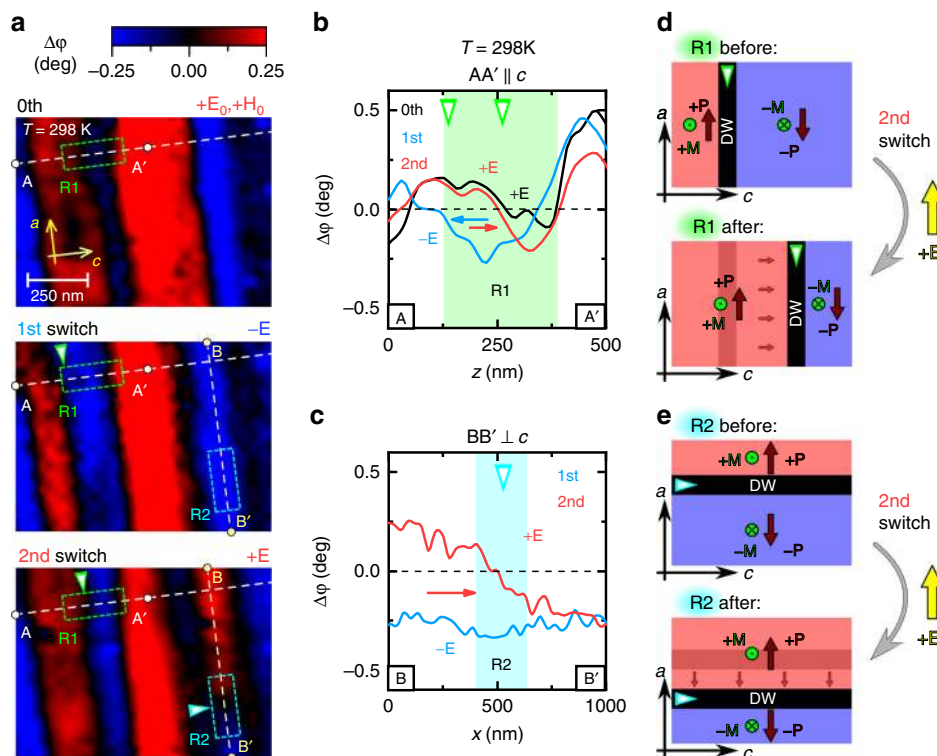 a
Δφ
(deg)
−0.25 0.00 0.25
0th +E₀,+H₀
T = 298 K
A A′
R1
a
c
250 nm
1st switch −E
B
A A′
R1
R2
B′
2nd switch +E
B
A A′
R1
R2
B′
b
T = 298K
AA′ ∥ c
0.5
0.0
−0.5
Δφ (deg)
0th
1st
2nd
+E
+E
−E
R1
A A′
0 250 500
z (nm)
c
BB′ ⊥ c
0.5
0.0
−0.5
Δφ (deg)
1st
2nd
+E
−E
R2
B B′
0 500 1000
x (nm)
d
R1 before:
a
+P
+M
DW
−M
−P
c
2nd
switch
+E
R1 after:
a
+P
+M
DW
−M
−P
c
e
R2 before:
a
+M +P
DW
−M −P
c
2nd
switch
+E
R2 after:
a
+M +P
DW
−M −P
c